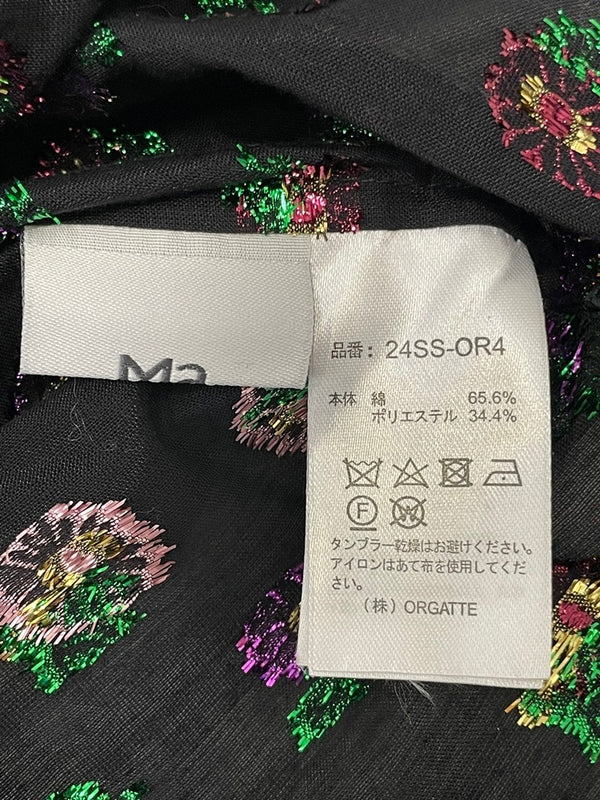 Ma
品番: 24SS-OR4
本体 綿 65.6%
ポリエステル 34.4%
F
W
タンブラー乾燥はお避けください。
アイロンはあて布を使用してくだ
さい。
（株）ORGATTE